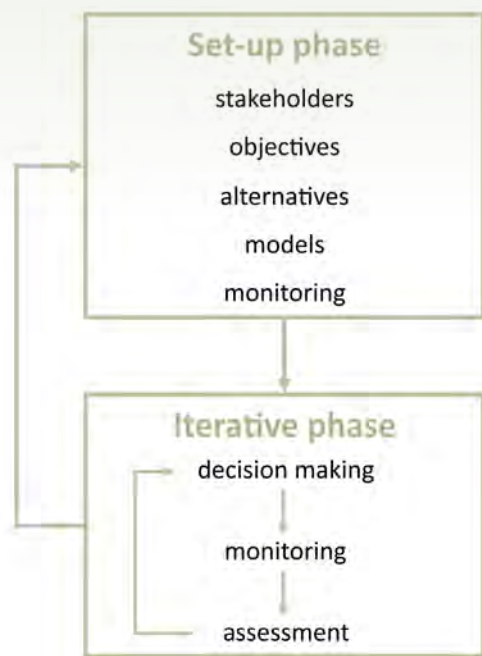 Set-up phase
stakeholders
objectives
alternatives
models
monitoring
Iterative phase
decision making
monitoring
assessment